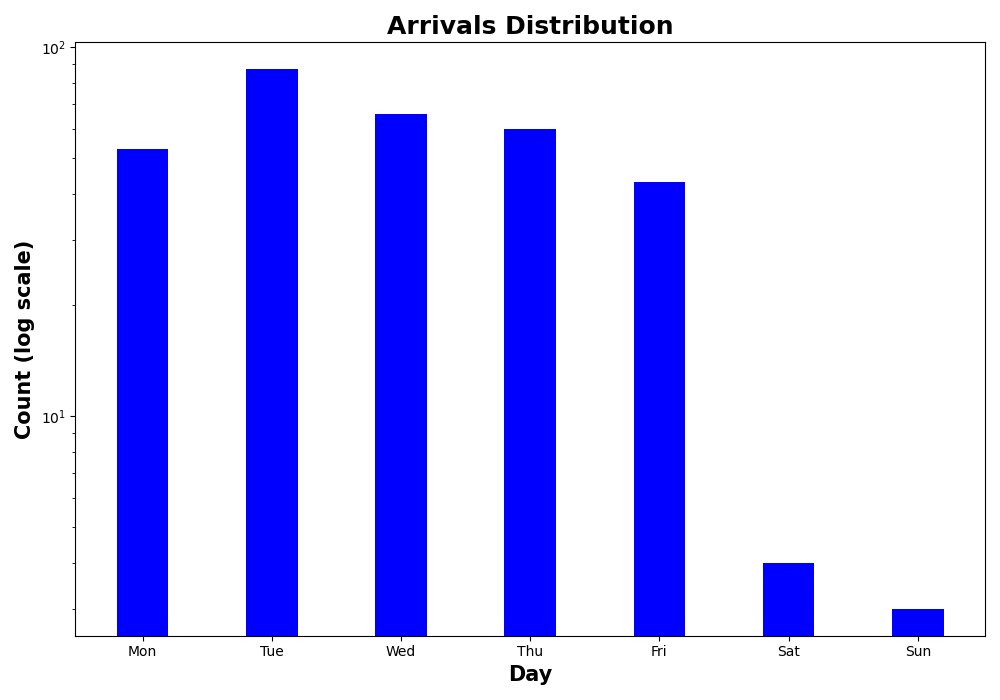 Arrivals Distribution
Count (log scale)
10²
10¹
Mon Tue Wed Thu Fri Sat Sun
Day